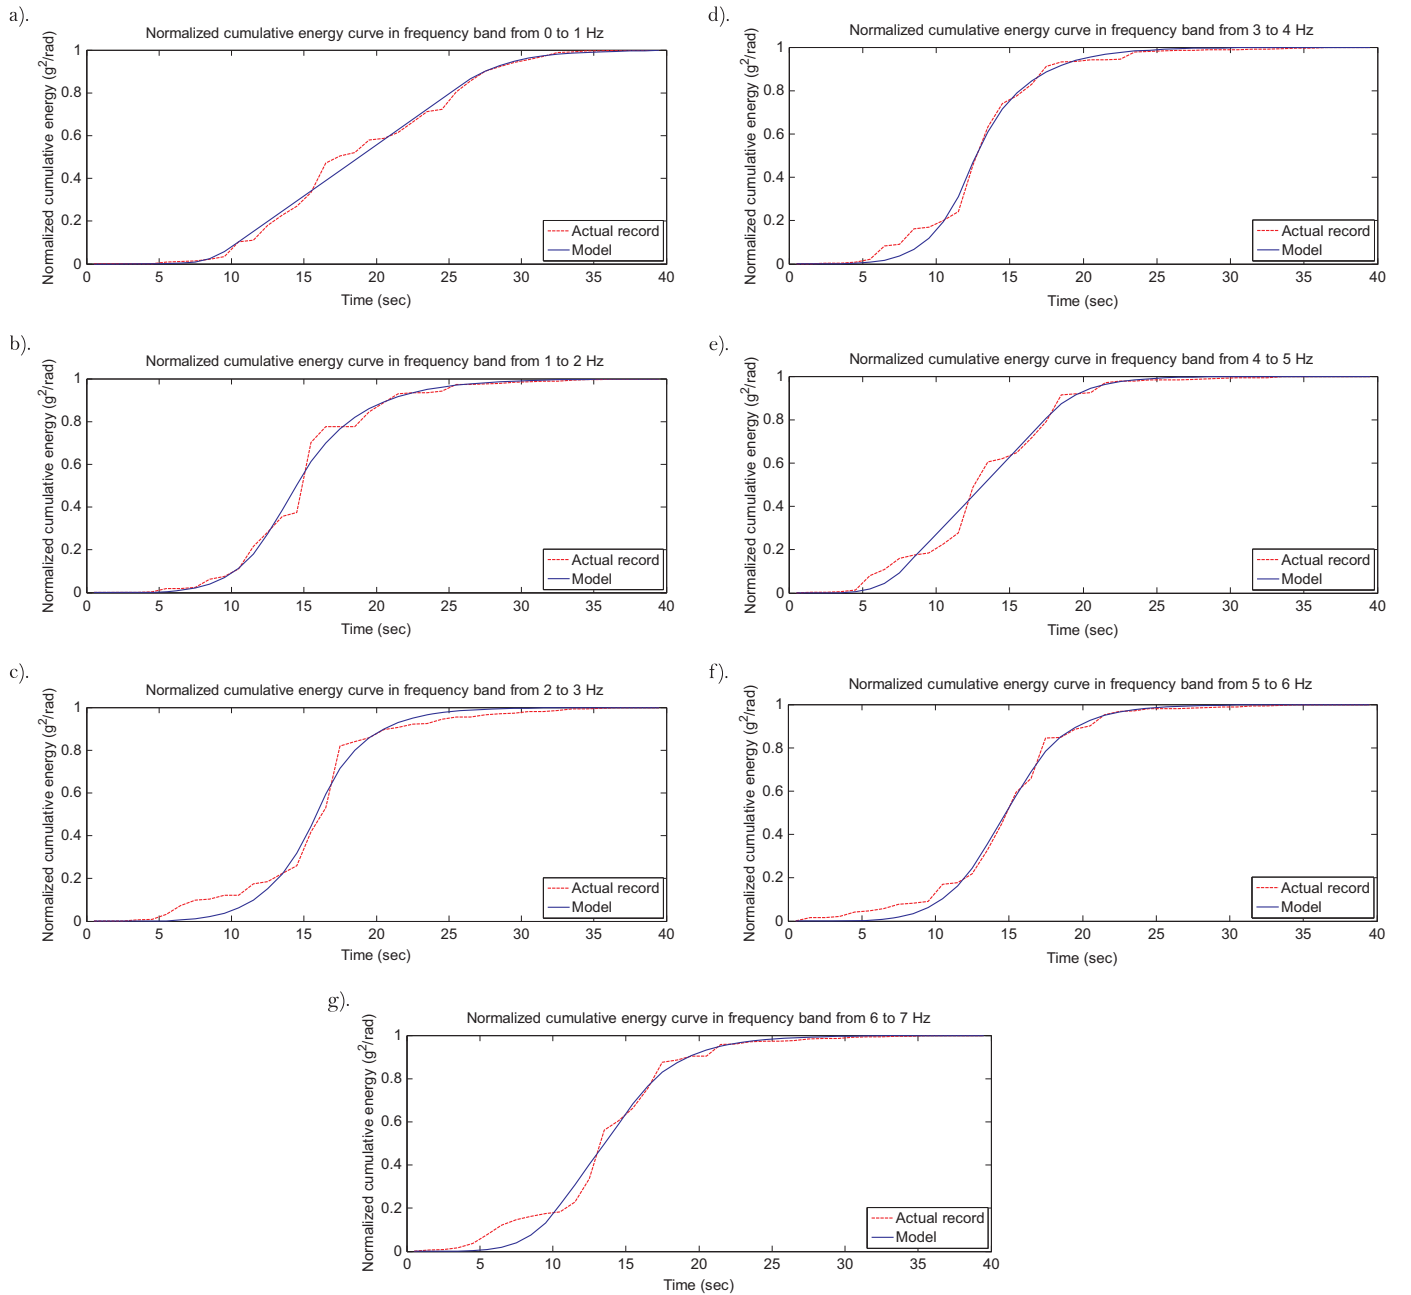 a).
Normalized cumulative energy curve in frequency band from 0 to 1 Hz
Normalized cumulative energy (g²/rad)
1
0.8
0.6
0.4
0.2
0
0 5 10 15 20 25 30 35 40
Time (sec)
Actual record
Model
b).
Normalized cumulative energy curve in frequency band from 1 to 2 Hz
Normalized cumulative energy (g²/rad)
1
0.8
0.6
0.4
0.2
0
0 5 10 15 20 25 30 35 40
Time (sec)
Actual record
Model
c).
Normalized cumulative energy curve in frequency band from 2 to 3 Hz
Normalized cumulative energy (g²/rad)
1
0.8
0.6
0.4
0.2
0
0 5 10 15 20 25 30 35 40
Time (sec)
Actual record
Model
d).
Normalized cumulative energy curve in frequency band from 3 to 4 Hz
Normalized cumulative energy (g²/rad)
1
0.8
0.6
0.4
0.2
0
0 5 10 15 20 25 30 35 40
Time (sec)
Actual record
Model
e).
Normalized cumulative energy curve in frequency band from 4 to 5 Hz
Normalized cumulative energy (g²/rad)
1
0.8
0.6
0.4
0.2
0
0 5 10 15 20 25 30 35 40
Time (sec)
Actual record
Model
f).
Normalized cumulative energy curve in frequency band from 5 to 6 Hz
Normalized cumulative energy (g²/rad)
1
0.8
0.6
0.4
0.2
0
0 5 10 15 20 25 30 35 40
Time (sec)
Actual record
Model
g).
Normalized cumulative energy curve in frequency band from 6 to 7 Hz
Normalized cumulative energy (g²/rad)
1
0.8
0.6
0.4
0.2
0
0 5 10 15 20 25 30 35 40
Time (sec)
Actual record
Model